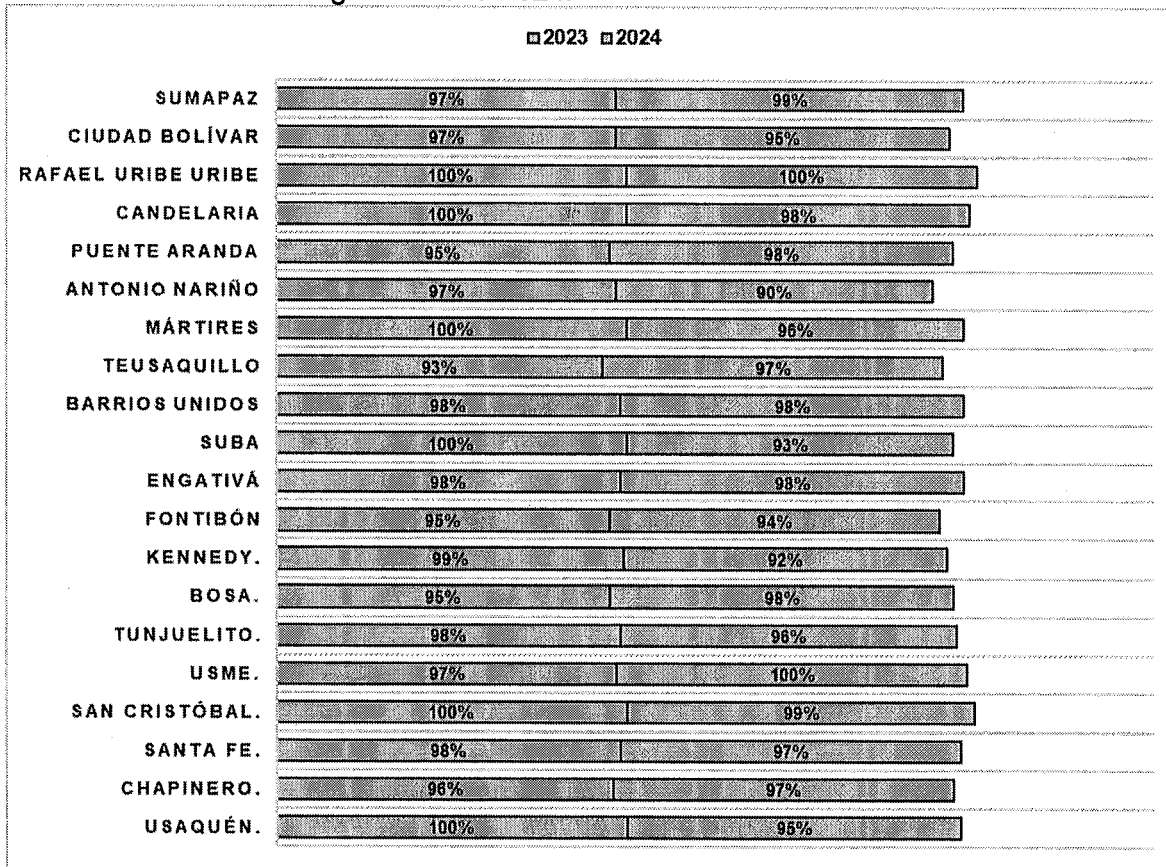 2023 2024
SUMAPAZ 97% 99%
CIUDAD BOLÍVAR 97% 95%
RAFAEL URIBE URIBE 100% 100%
CANDELARIA 100% 98%
PUENTE ARANDA 95% 98%
ANTONIO NARIÑO 97% 90%
MÁRTIRES 100% 96%
TEUSAQUILLO 93% 97%
BARRIOS UNIDOS 98% 98%
SUBA 100% 93%
ENGATIVÁ 98% 98%
FONTIBÓN 95% 94%
KENNEDY. 99% 92%
BOSA. 95% 98%
TUNJUELITO. 98% 96%
USME. 97% 100%
SAN CRISTÓBAL. 100% 99%
SANTA FE. 98% 97%
CHAPINERO. 96% 97%
USAQUÉN. 100% 95%